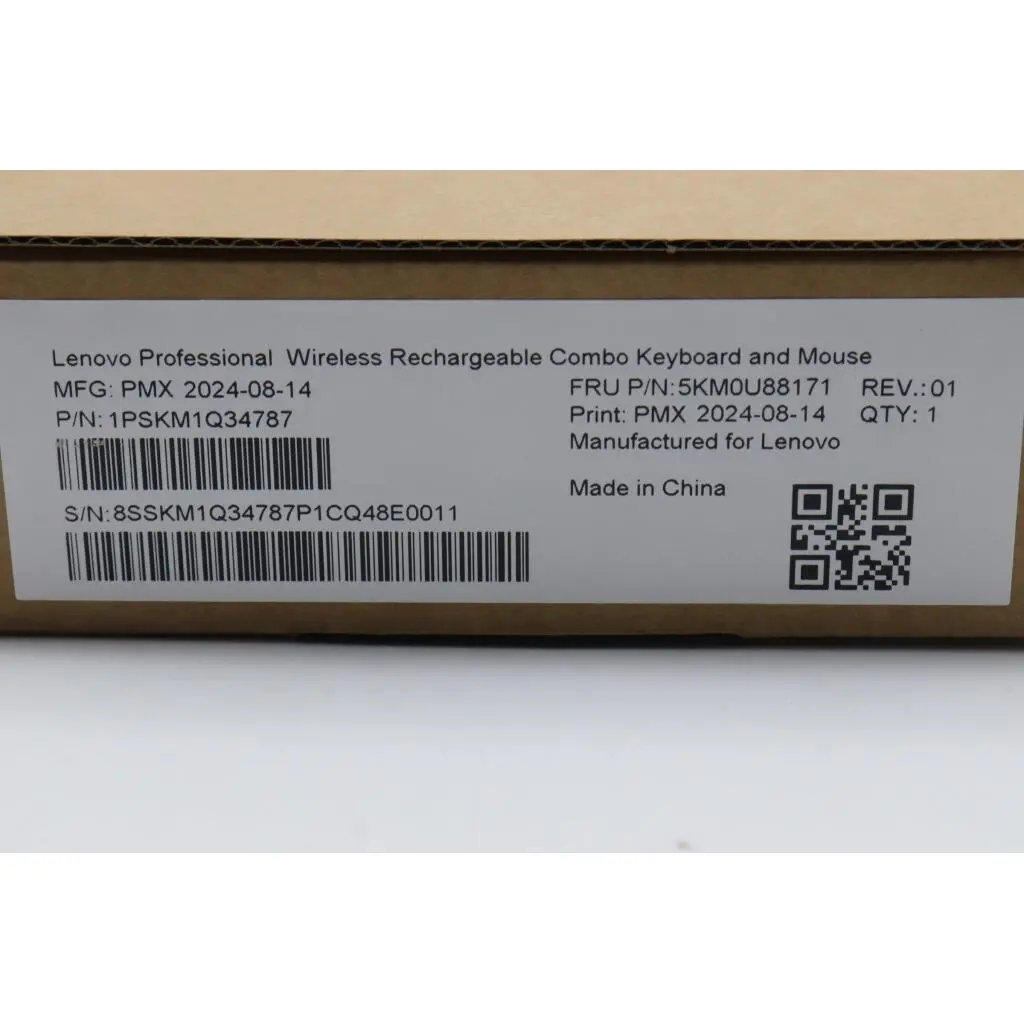 Lenovo Professional Wireless Rechargeable Combo Keyboard and Mouse
MFG: PMX 2024-08-14
P/N: 1PSKM1Q34787
S/N: 8SSKM1Q34787P1CQ48E0011
FRU P/N: 5KM0U88171 REV.: 01
Print: PMX 2024-08-14 QTY: 1
Manufactured for Lenovo
Made in China